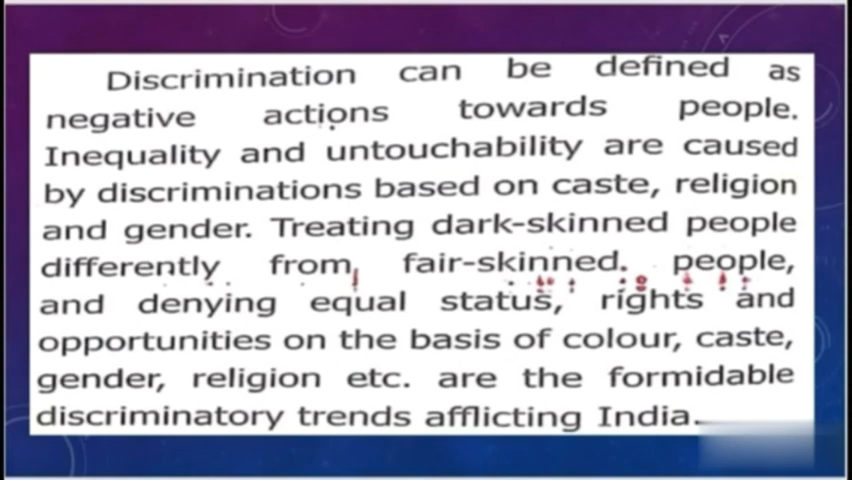 Discrimination can be defined as
negative actions towards people.
Inequality and untouchability are caused
by discriminations based on caste, religion
and gender. Treating dark-skinned people
differently from fair-skinned. people,
and denying equal status, rights and
opportunities on the basis of colour, caste,
gender, religion etc. are the formidable
discriminatory trends afflicting India.